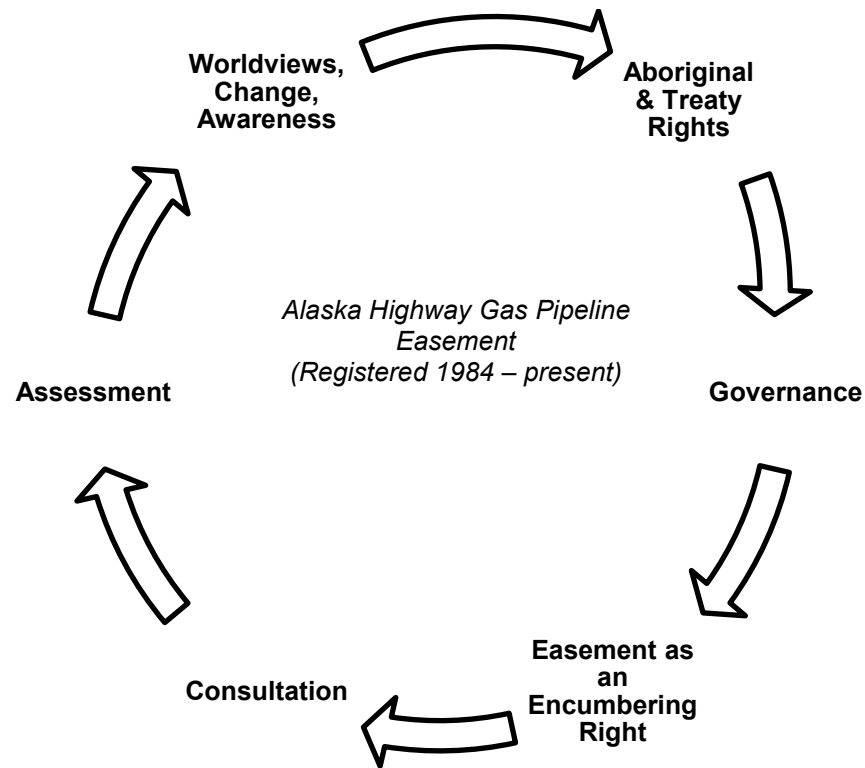 Worldviews,
Change,
Awareness
Aboriginal
& Treaty
Rights
Alaska Highway Gas Pipeline
Easement
(Registered 1984 – present)
Assessment
Governance
Easement as
an
Encumbering
Right
Consultation